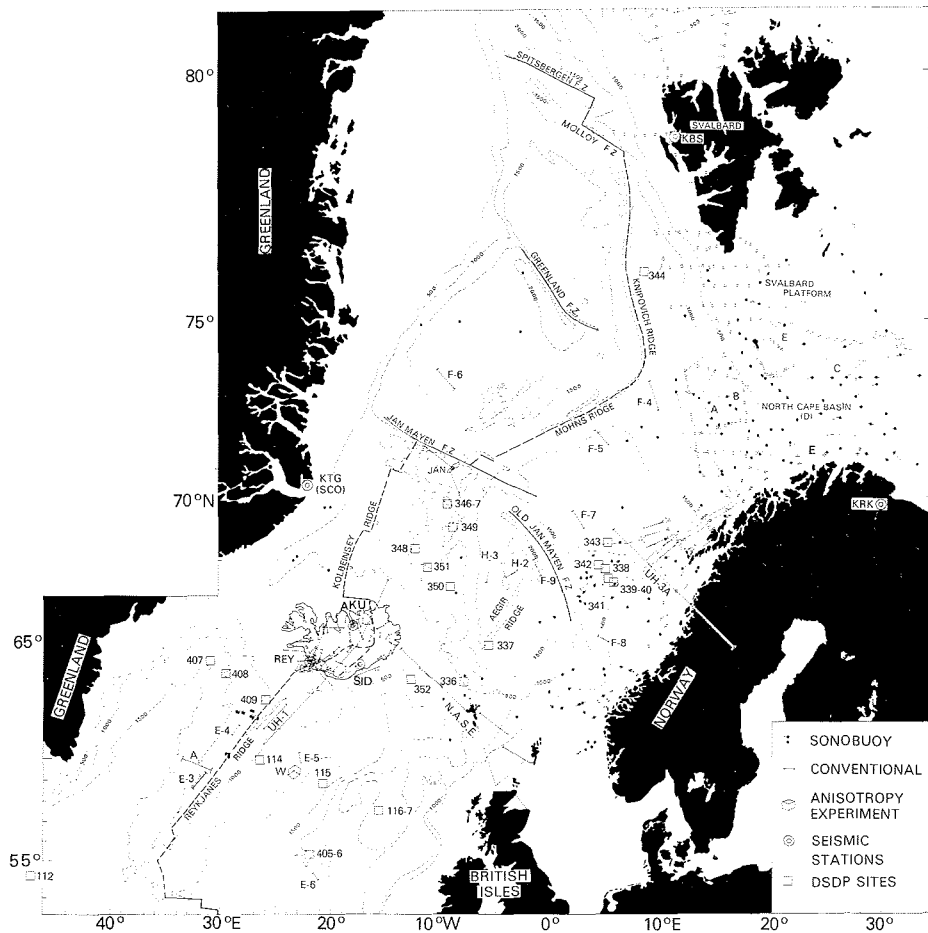 80°
SPITSBERGEN F.Z.
MOLLOY F.Z.
SVALBARD
KBS
GREENLAND
GREENLAND F.Z.
344
KNIPOVICH RIDGE
SVALBARD
PLATFORM
75°
E
C
F-6
F-4
A
B
NORTH CAPE BASIN
(D)
MOHNS RIDGE
F-5
E
JAN MAYEN F.Z.
JAN
KTG
(SCO)
70°N
KRK
346-7
349
F-7
OLD JAN MAYEN F.Z.
343
KOLBEINSEY RIDGE
348
351
H-3
H-2
F-9
342
338
UH-3A
350
339-40
341
AKU
AEGIR
RIDGE
F-8
65°
337
REY
SID
407
408
336
352
409
N.A.S.E.
NORWAY
GREENLAND
E-4
UH-1
A
E-3
REYKJANES RIDGE
114
E-5
W
115
116-7
405-6
E-6
55°
112
BRITISH
ISLES
SONOBUOY
CONVENTIONAL
ANISOTROPY
EXPERIMENT
SEISMIC
STATIONS
DSDP SITES
40° 30° 20° 10°W 0° 10°E 20° 30°